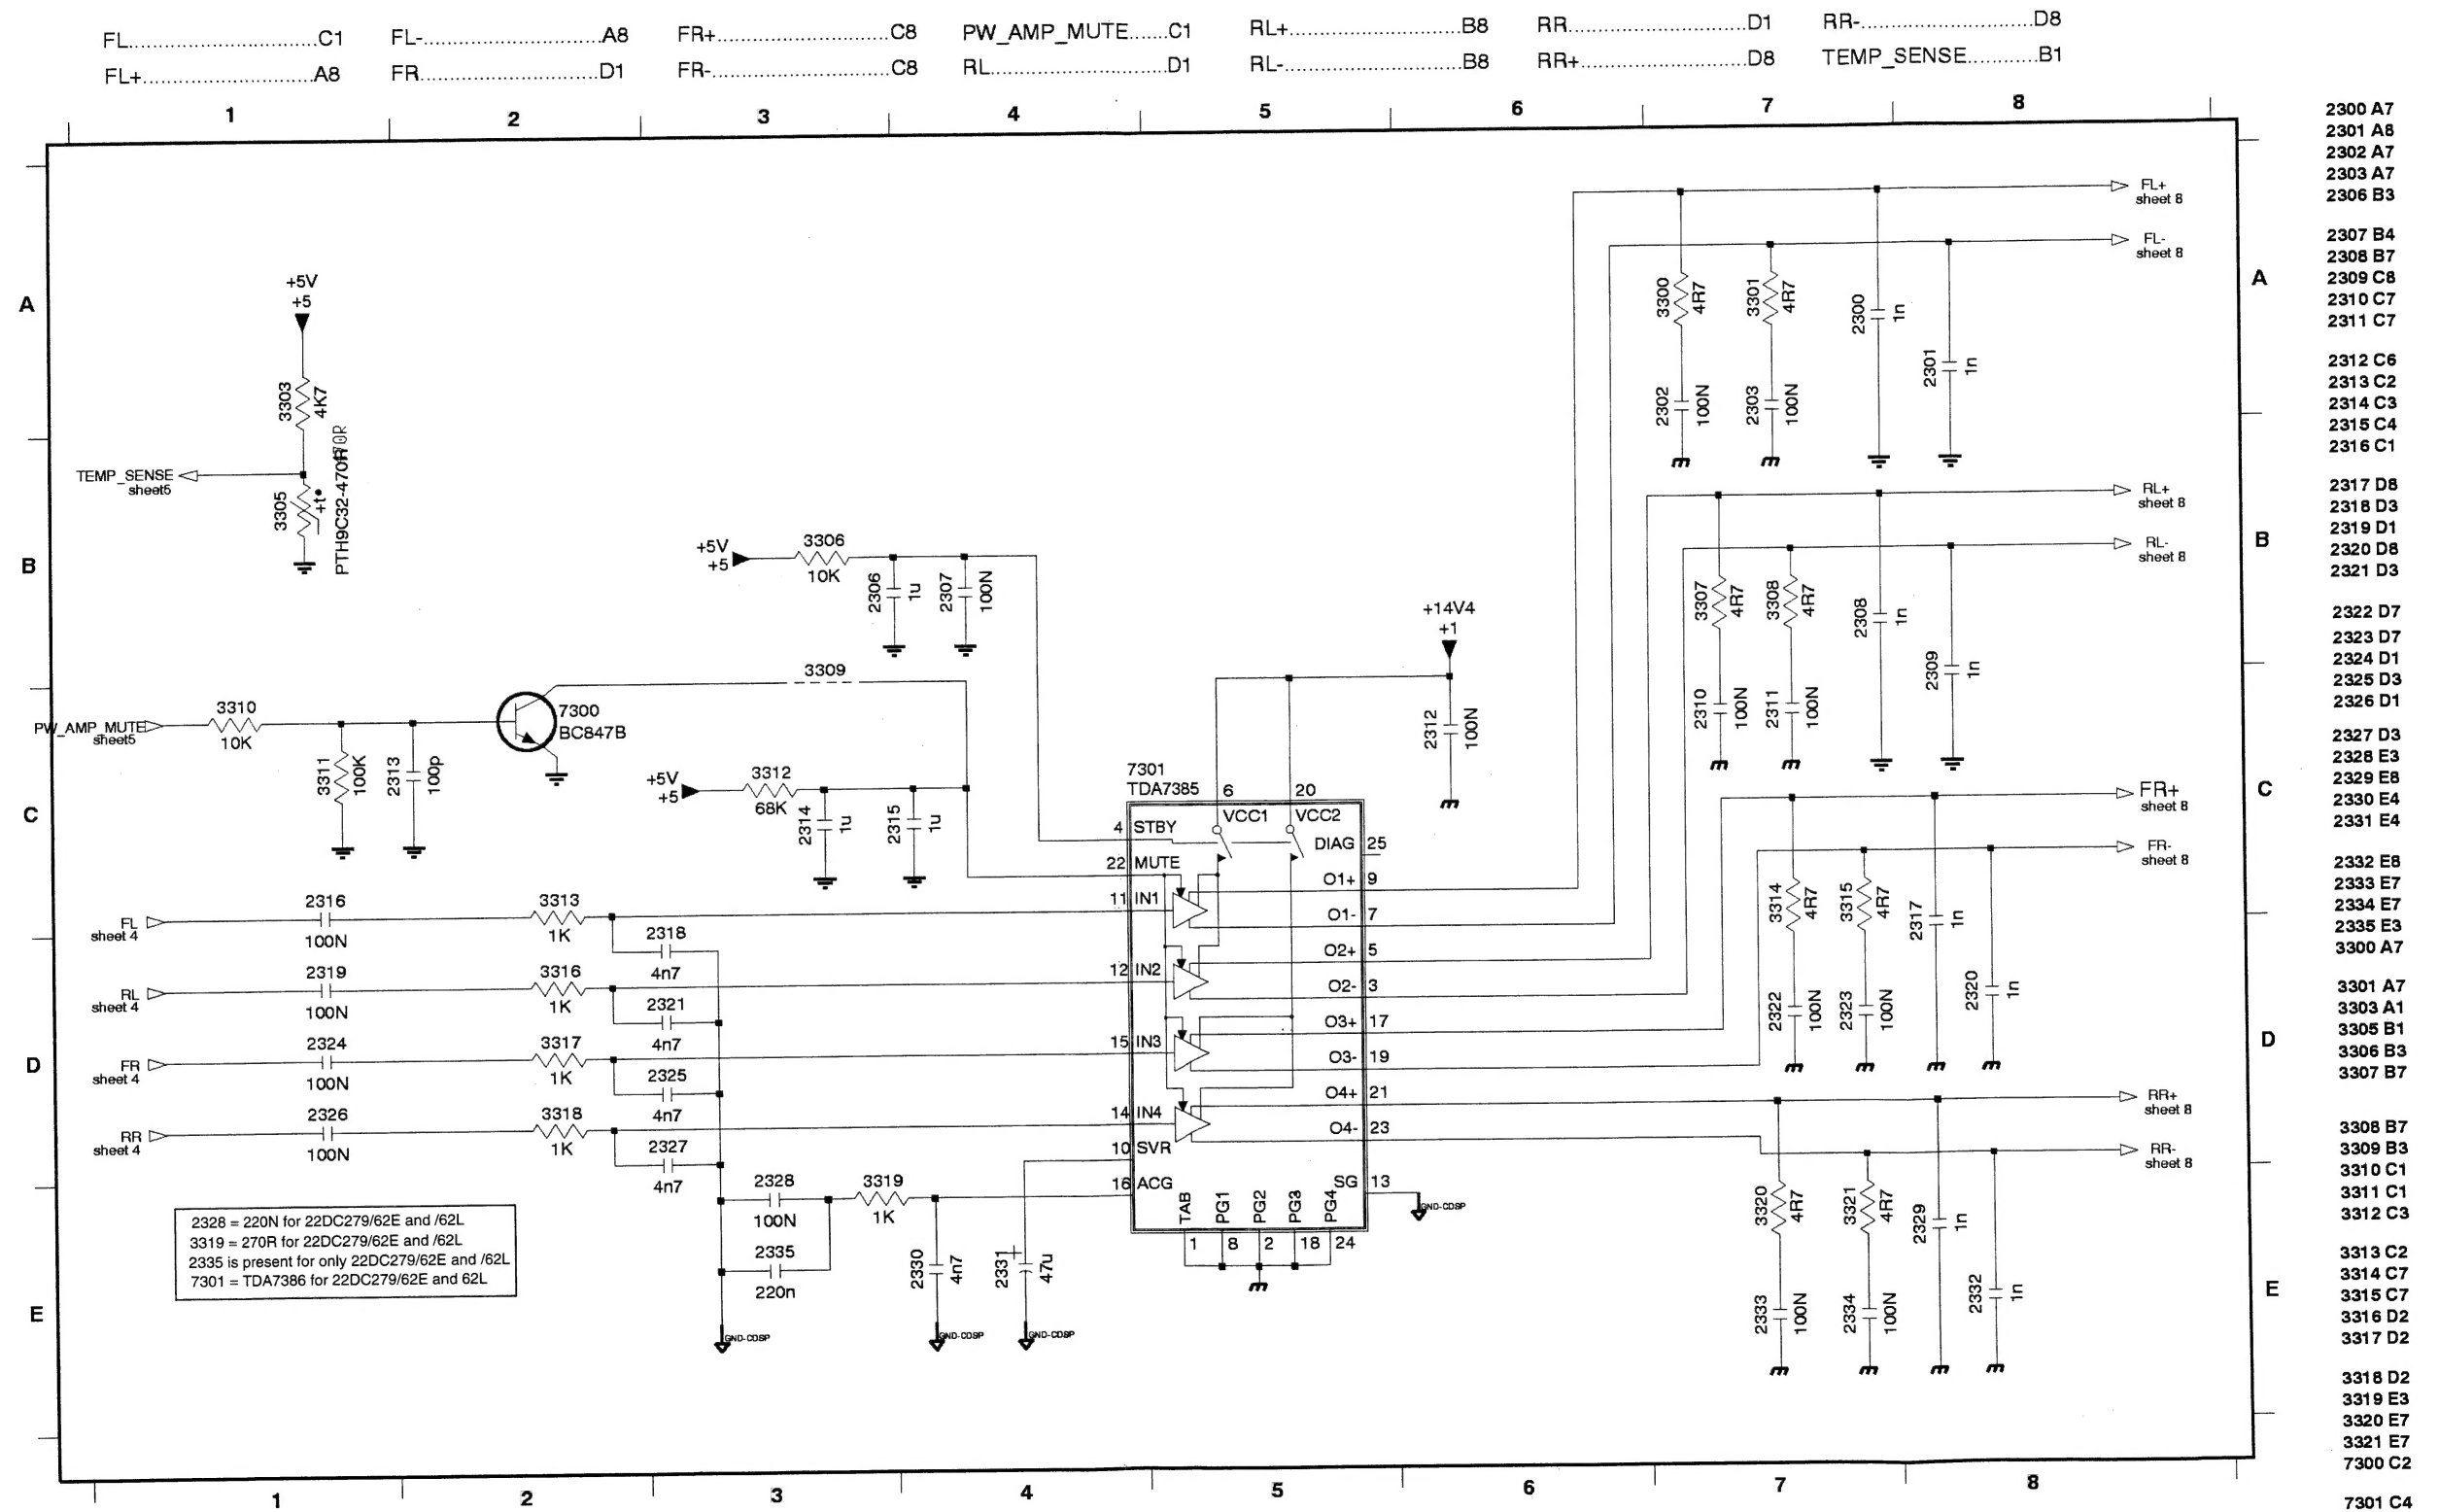 FL..............................C1 FL-............................A8 FR+...........................C8 PW_AMP_MUTE......C1 RL+...........................B8 RR............................D1 RR-...........................D8
FL+...........................A8 FR............................D1 FR-............................C8 RL............................D1 RL-............................B8 RR+..........................D8 TEMP_SENSE...........B1
1 2 3 4 5 6 7 8
A
B
C
D
E
+5V
+5
3303
4K7
TEMP_SENSE
sheet5
3305
+t
PTH9C32-470R
470R
+5V
+5
3306
10K
2306
1u
2307
100N
3309
PW_AMP_MUTE
sheet5
3310
10K
3311
100K
2313
100p
7300
BC847B
+5V
+5
3312
68K
2314
1u
2315
1u
FL
sheet 4
2316
100N
3313
1K
2318
4n7
RL
sheet 4
2319
100N
3316
1K
2321
4n7
FR
sheet 4
2324
100N
3317
1K
2325
4n7
RR
sheet 4
2326
100N
3318
1K
2327
4n7
2328
100N
3319
1K
2335
220n
2330
4n7
2331
+
47u
GND-CDSP
GND-CDSP
GND-CDSP
2328 = 220N for 22DC279/62E and /62L
3319 = 270R for 22DC279/62E and /62L
2335 is present for only 22DC279/62E and /62L
7301 = TDA7386 for 22DC279/62E and 62L
+14V4
+1
2312
100N
7301
TDA7385
6
20
VCC1
VCC2
4 STBY
DIAG 25
22 MUTE
O1+ 9
11 IN1
O1- 7
O2+ 5
12 IN2
O2- 3
O3+ 17
15 IN3
O3- 19
O4+ 21
14 IN4
O4- 23
10 SVR
16 ACG
SG 13
GND-CDSP
TAB PG1 PG2 PG3 PG4
1 8 2 18 24
FL+
sheet 8
FL-
sheet 8
3300
4R7
3301
4R7
2300
1n
2301
1n
2302
100N
2303
100N
RL+
sheet 8
RL-
sheet 8
3307
4R7
3308
4R7
2308
1n
2309
1n
2310
100N
2311
100N
FR+
sheet 8
FR-
sheet 8
3314
4R7
3315
4R7
2317
1n
2320
1n
2322
100N
2323
100N
RR+
sheet 8
RR-
sheet 8
3320
4R7
3321
4R7
2329
1n
2332
1n
2333
100N
2334
100N
A
B
C
D
E
1 2 3 4 5 6 7 8
2300 A7
2301 A8
2302 A7
2303 A7
2306 B3
2307 B4
2308 B7
2309 C8
2310 C7
2311 C7
2312 C6
2313 C2
2314 C3
2315 C4
2316 C1
2317 D8
2318 D3
2319 D1
2320 D8
2321 D3
2322 D7
2323 D7
2324 D1
2325 D3
2326 D1
2327 D3
2328 E3
2329 E8
2330 E4
2331 E4
2332 E8
2333 E7
2334 E7
2335 E3
3300 A7
3301 A7
3303 A1
3305 B1
3306 B3
3307 B7
3308 B7
3309 B3
3310 C1
3311 C1
3312 C3
3313 C2
3314 C7
3315 C7
3316 D2
3317 D2
3318 D2
3319 E3
3320 E7
3321 E7
7300 C2
7301 C4